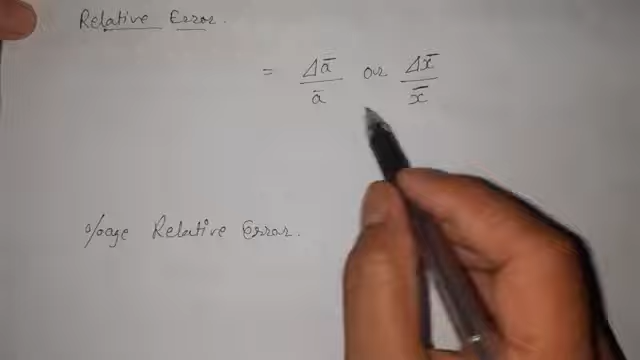 Relative Error.
= Δā/ā or Δx̄/x̄
%age Relative Error.